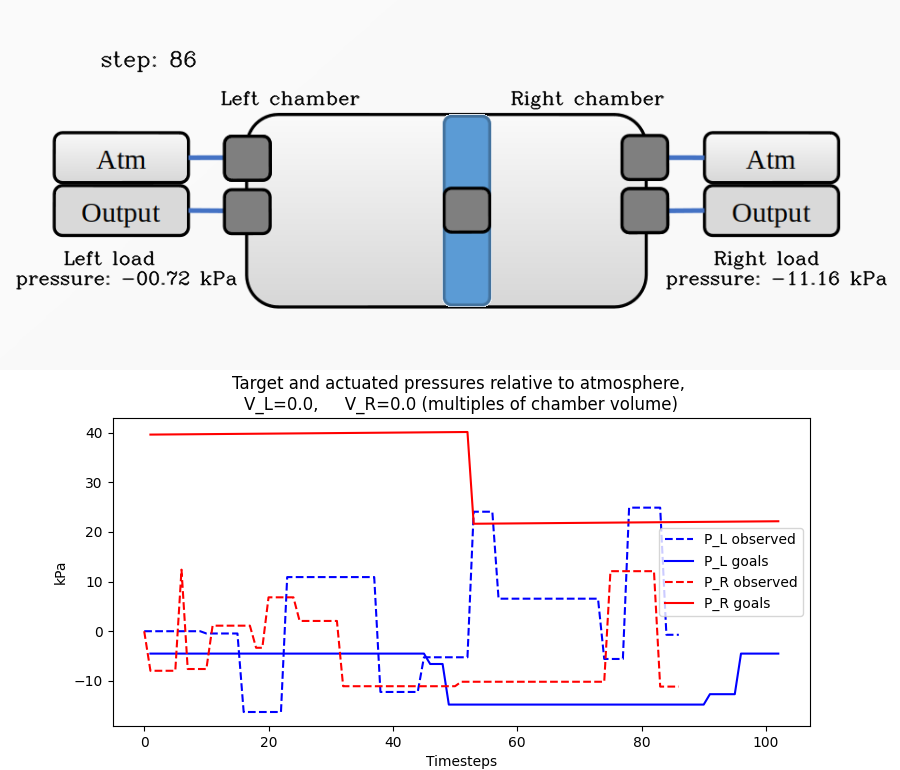 step: 86
Left chamber
Right chamber
Atm
Atm
Output
Output
Left load
pressure: -00.72 kPa
Right load
pressure: -11.16 kPa
Target and actuated pressures relative to atmosphere,
V_L=0.0,     V_R=0.0 (multiples of chamber volume)
40
30
20
10
0
−10
kPa
P_L observed
P_L goals
P_R observed
P_R goals
0
20
40
60
80
100
Timesteps